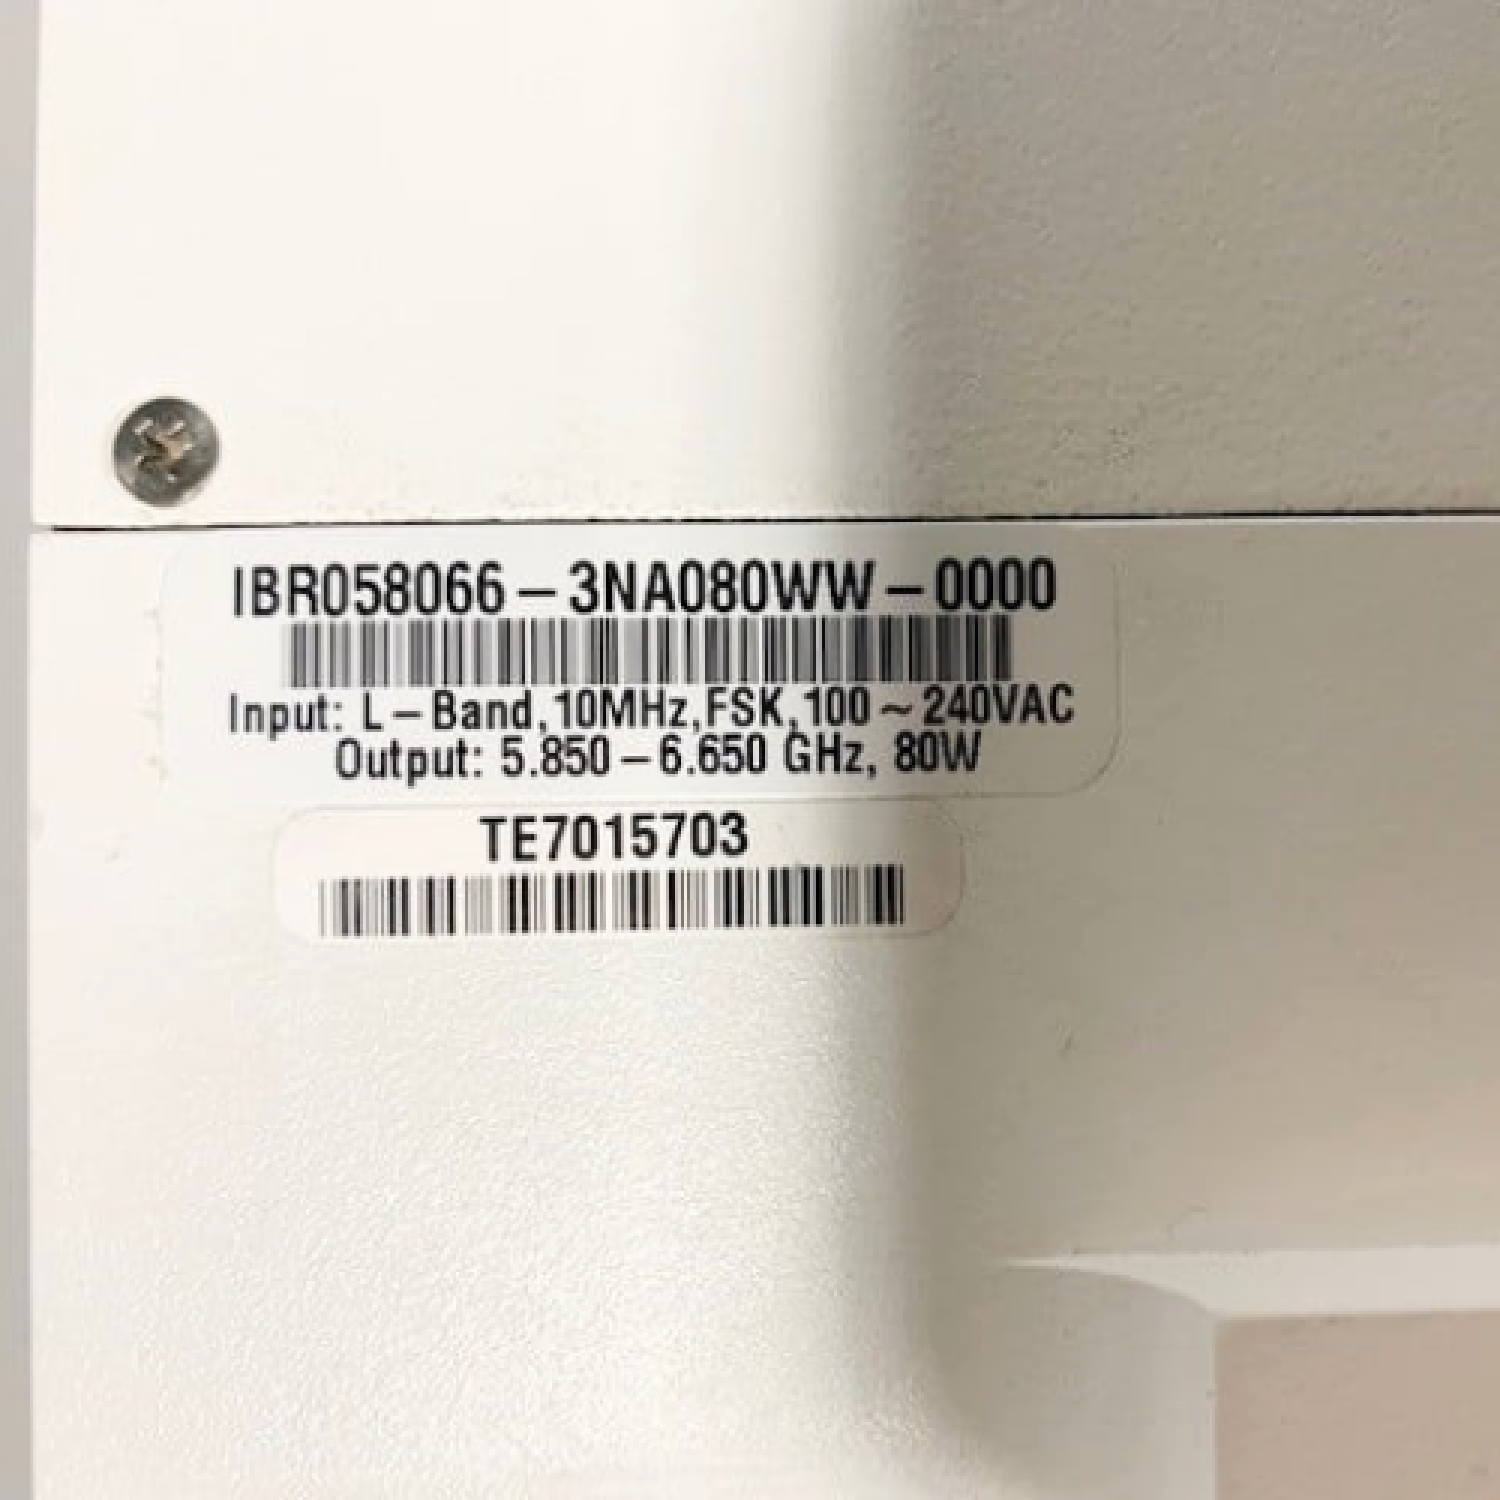 IBR058066-3NA080WW-0000
Input: L-Band, 10MHz, FSK, 100~240VAC
Output: 5.850-6.650 GHz, 80W
TE7015703